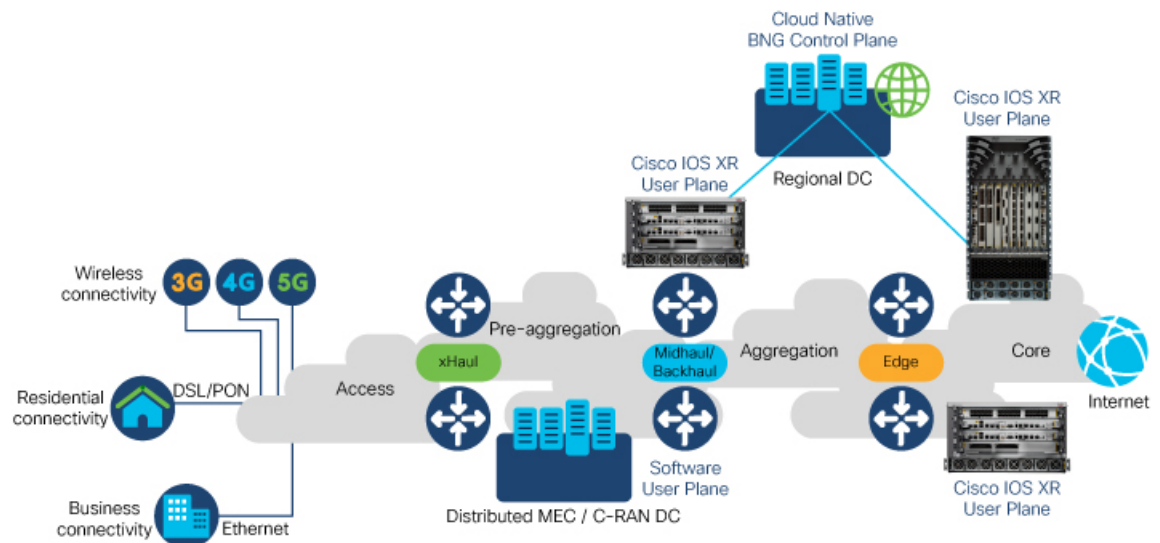 Cloud Native
BNG Control Plane
Cisco IOS XR
User Plane
Cisco IOS XR
User Plane
Regional DC
Wireless
connectivity
3G
4G
5G
Pre-aggregation
xHaul
Midhaul/
Backhaul
Aggregation
Edge
Core
Access
DSL/PON
Residential
connectivity
Internet
Software
User Plane
Cisco IOS XR
User Plane
Business
connectivity
Ethernet
Distributed MEC / C-RAN DC